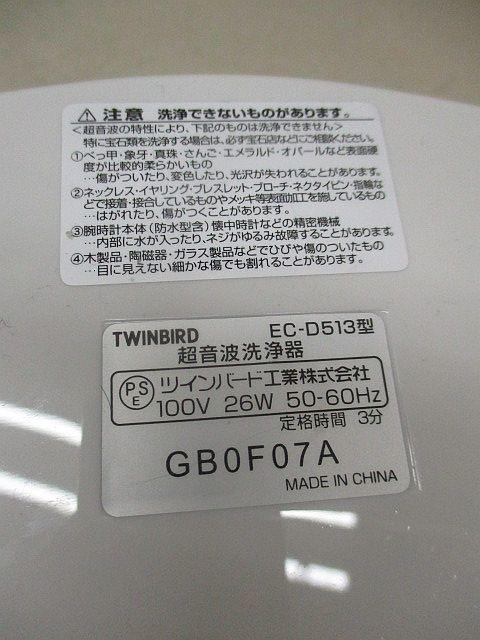 ⚠ 注意 洗浄できないものがあります。
<超音波の特性により、下記のものは洗浄できません>
特に宝石類を洗浄する場合は、必ず宝石店などにご相談ください。
①べっ甲・象牙・真珠・さんご・エメラルド・オパールなど表面硬
度が比較的柔らかいもの
…傷がついたり、変色したり、光沢が失われることがあります。
②ネックレス・イヤリング・ブレスレット・ブローチ・ネクタイピン・指輪な
どで接着・接合しているものやメッキ等表面加工を施しているもの
…はがれたり、傷がつくことがあります。
③腕時計本体(防水型含)懐中時計などの精密機械
…内部に水が入ったり、ネジがゆるみ故障することがあります。
④木製品・陶磁器・ガラス製品などでひびや傷のついたもの
…目に見えない細かな傷でも割れることがあります。
TWINBIRD EC-D513型
超音波洗浄器
PSE ツインバード工業株式会社
100V 26W 50-60Hz
定格時間 3分
GB0F07A
MADE IN CHINA